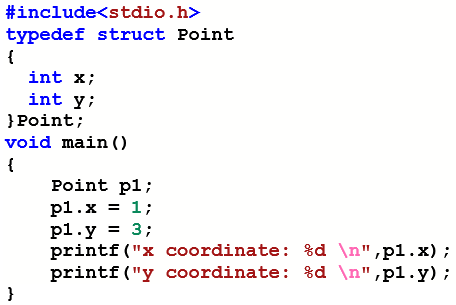 #include<stdio.h>
typedef struct Point
{
  int x;
  int y;
}Point;
void main()
{
    Point p1;
    p1.x = 1;
    p1.y = 3;
    printf("x coordinate: %d \n",p1.x);
    printf("y coordinate: %d \n",p1.y);
}